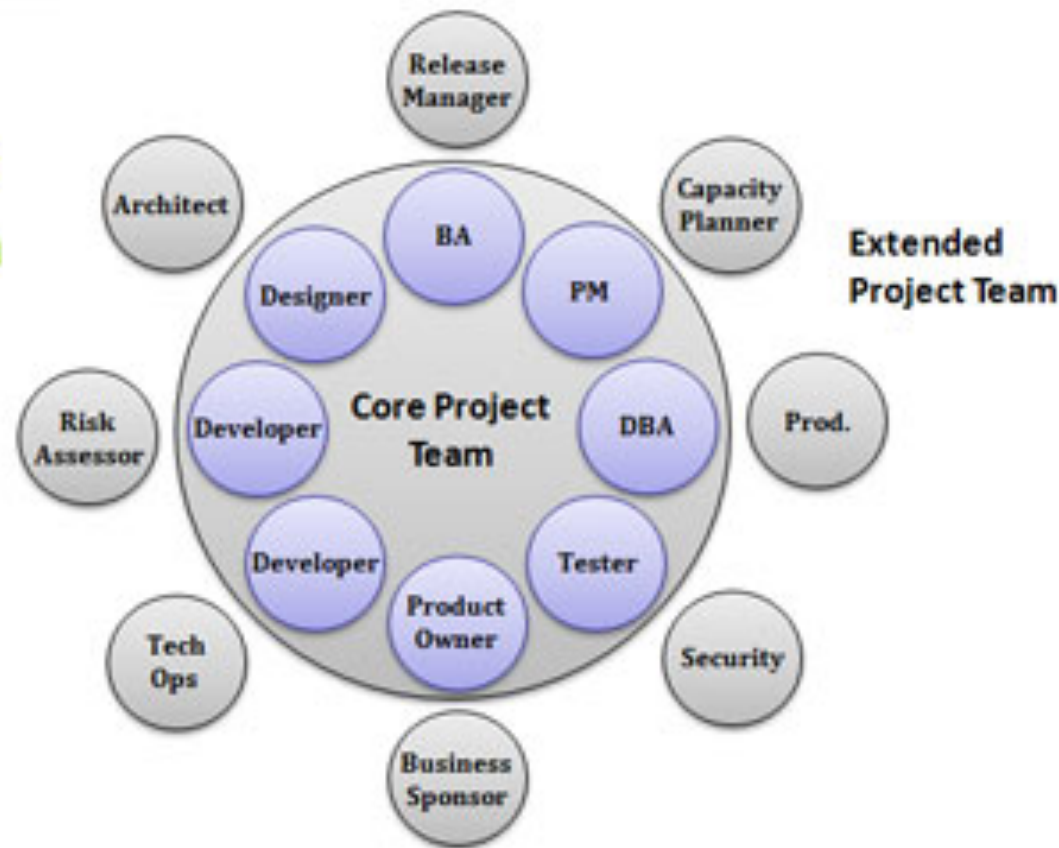 Release
Manager
Architect
Capacity
Planner
BA
Designer
PM
Extended
Project Team
Risk
Assessor
Developer
Core Project
Team
DBA
Prod.
Developer
Tester
Product
Owner
Tech
Ops
Security
Business
Sponsor